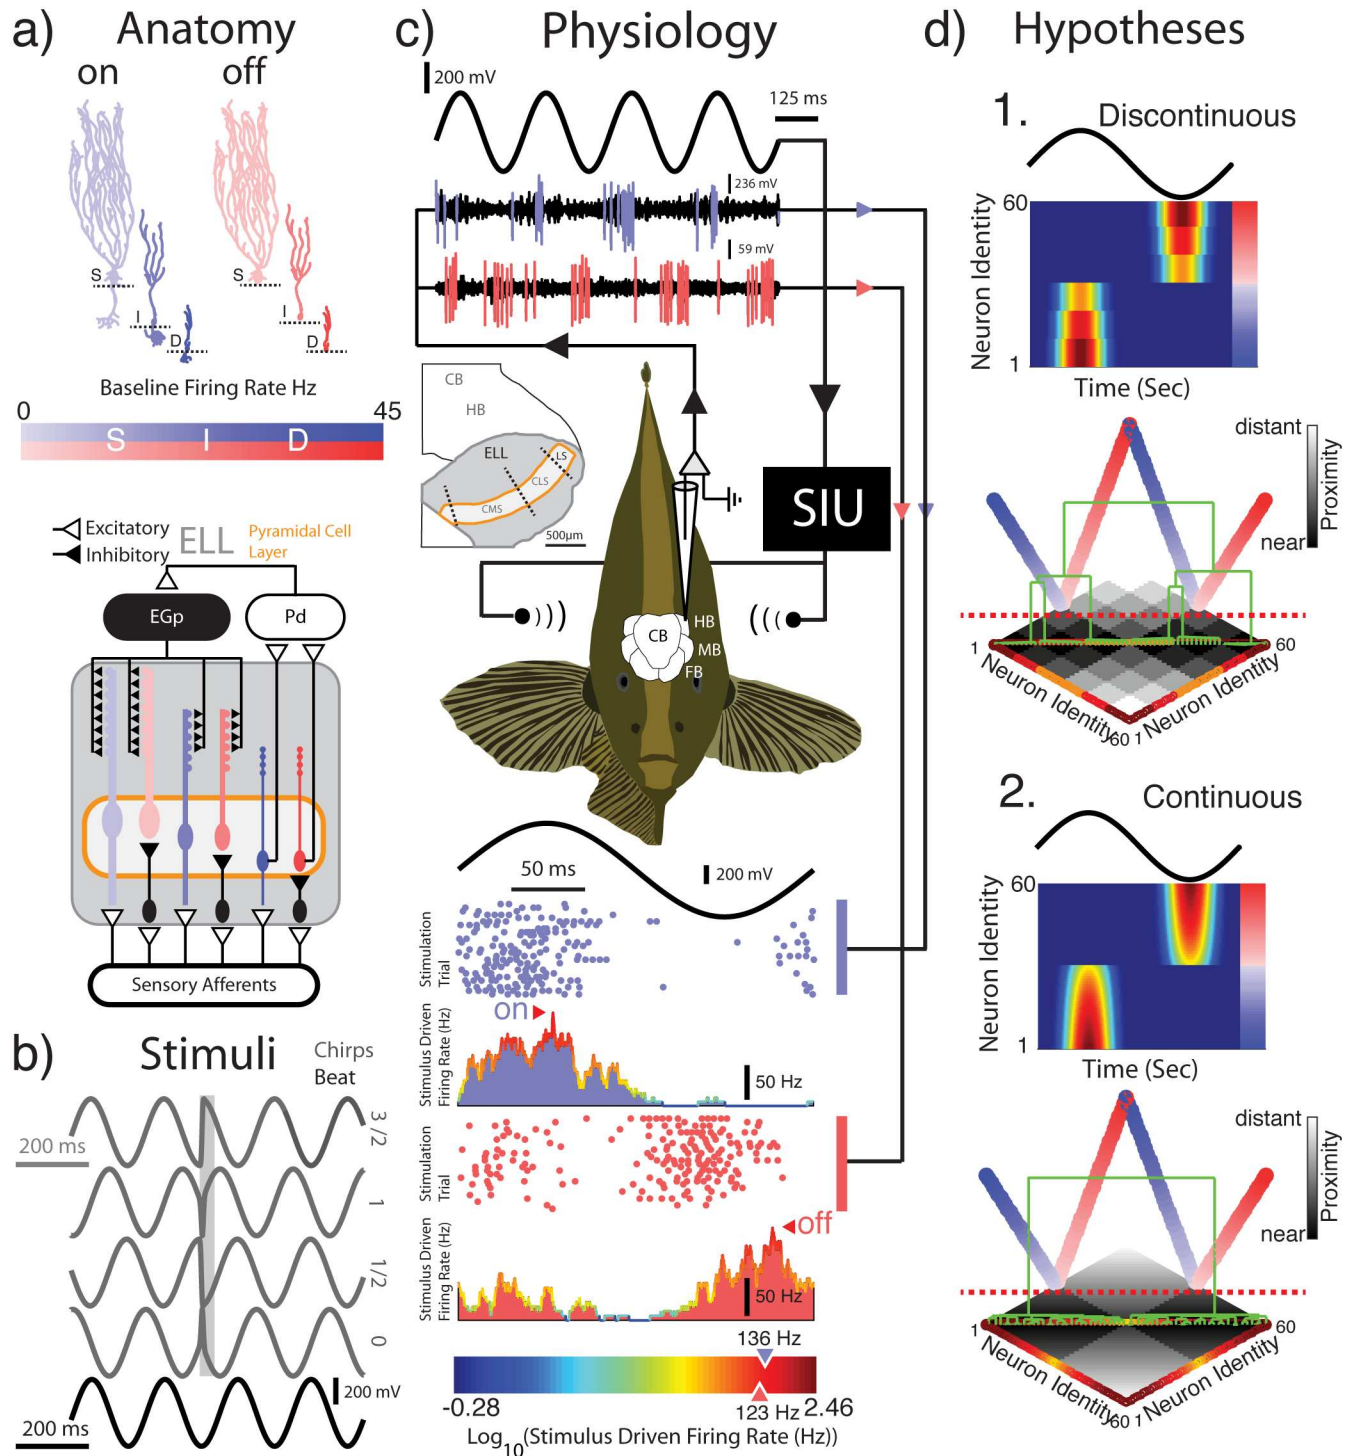 a) Anatomy
on off
S
I
D
S
I
D
Baseline Firing Rate Hz
0 45
S I D
Excitatory
Inhibitory
ELL
Pyramidal Cell
Layer
EGp
Pd
Sensory Afferents
b) Stimuli
Chirps
Beat
200 ms
3/2
1
1/2
0
200 mV
200 ms
c) Physiology
200 mV
125 ms
236 mV
59 mV
CB
HB
ELL
LS
CLS
CMS
500µm
SIU
CB
HB
MB
FB
50 ms
200 mV
Stimulation
Trial
on
Stimulus Driven
Firing Rate (Hz)
50 Hz
Stimulation
Trial
off
Stimulus Driven
Firing Rate (Hz)
50 Hz
136 Hz
-0.28 123 Hz 2.46
Log10(Stimulus Driven Firing Rate (Hz))
d) Hypotheses
1. Discontinuous
60
Neuron Identity
1
Time (Sec)
distant
near
Proximity
1 60
Neuron Identity
60 1
Neuron Identity
2. Continuous
60
Neuron Identity
1
Time (Sec)
distant
near
Proximity
1 60
Neuron Identity
60 1
Neuron Identity